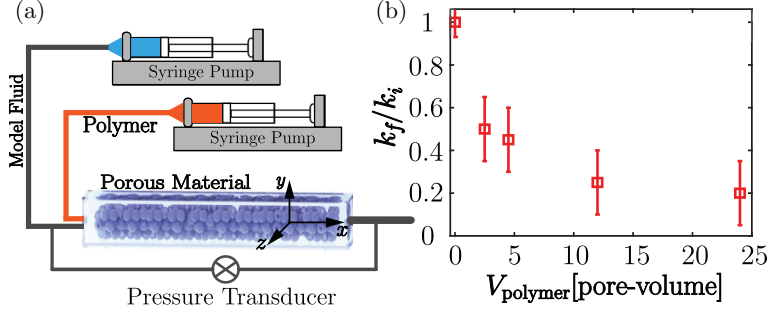 (a)
Syringe Pump
Polymer
Syringe Pump
Model Fluid
Porous Material
y
x
z
Pressure Transducer
(b)
1
0.8
0.6
0.4
0.2
0
k_f/k_i
0 5 10 15 20 25
V_polymer[pore-volume]